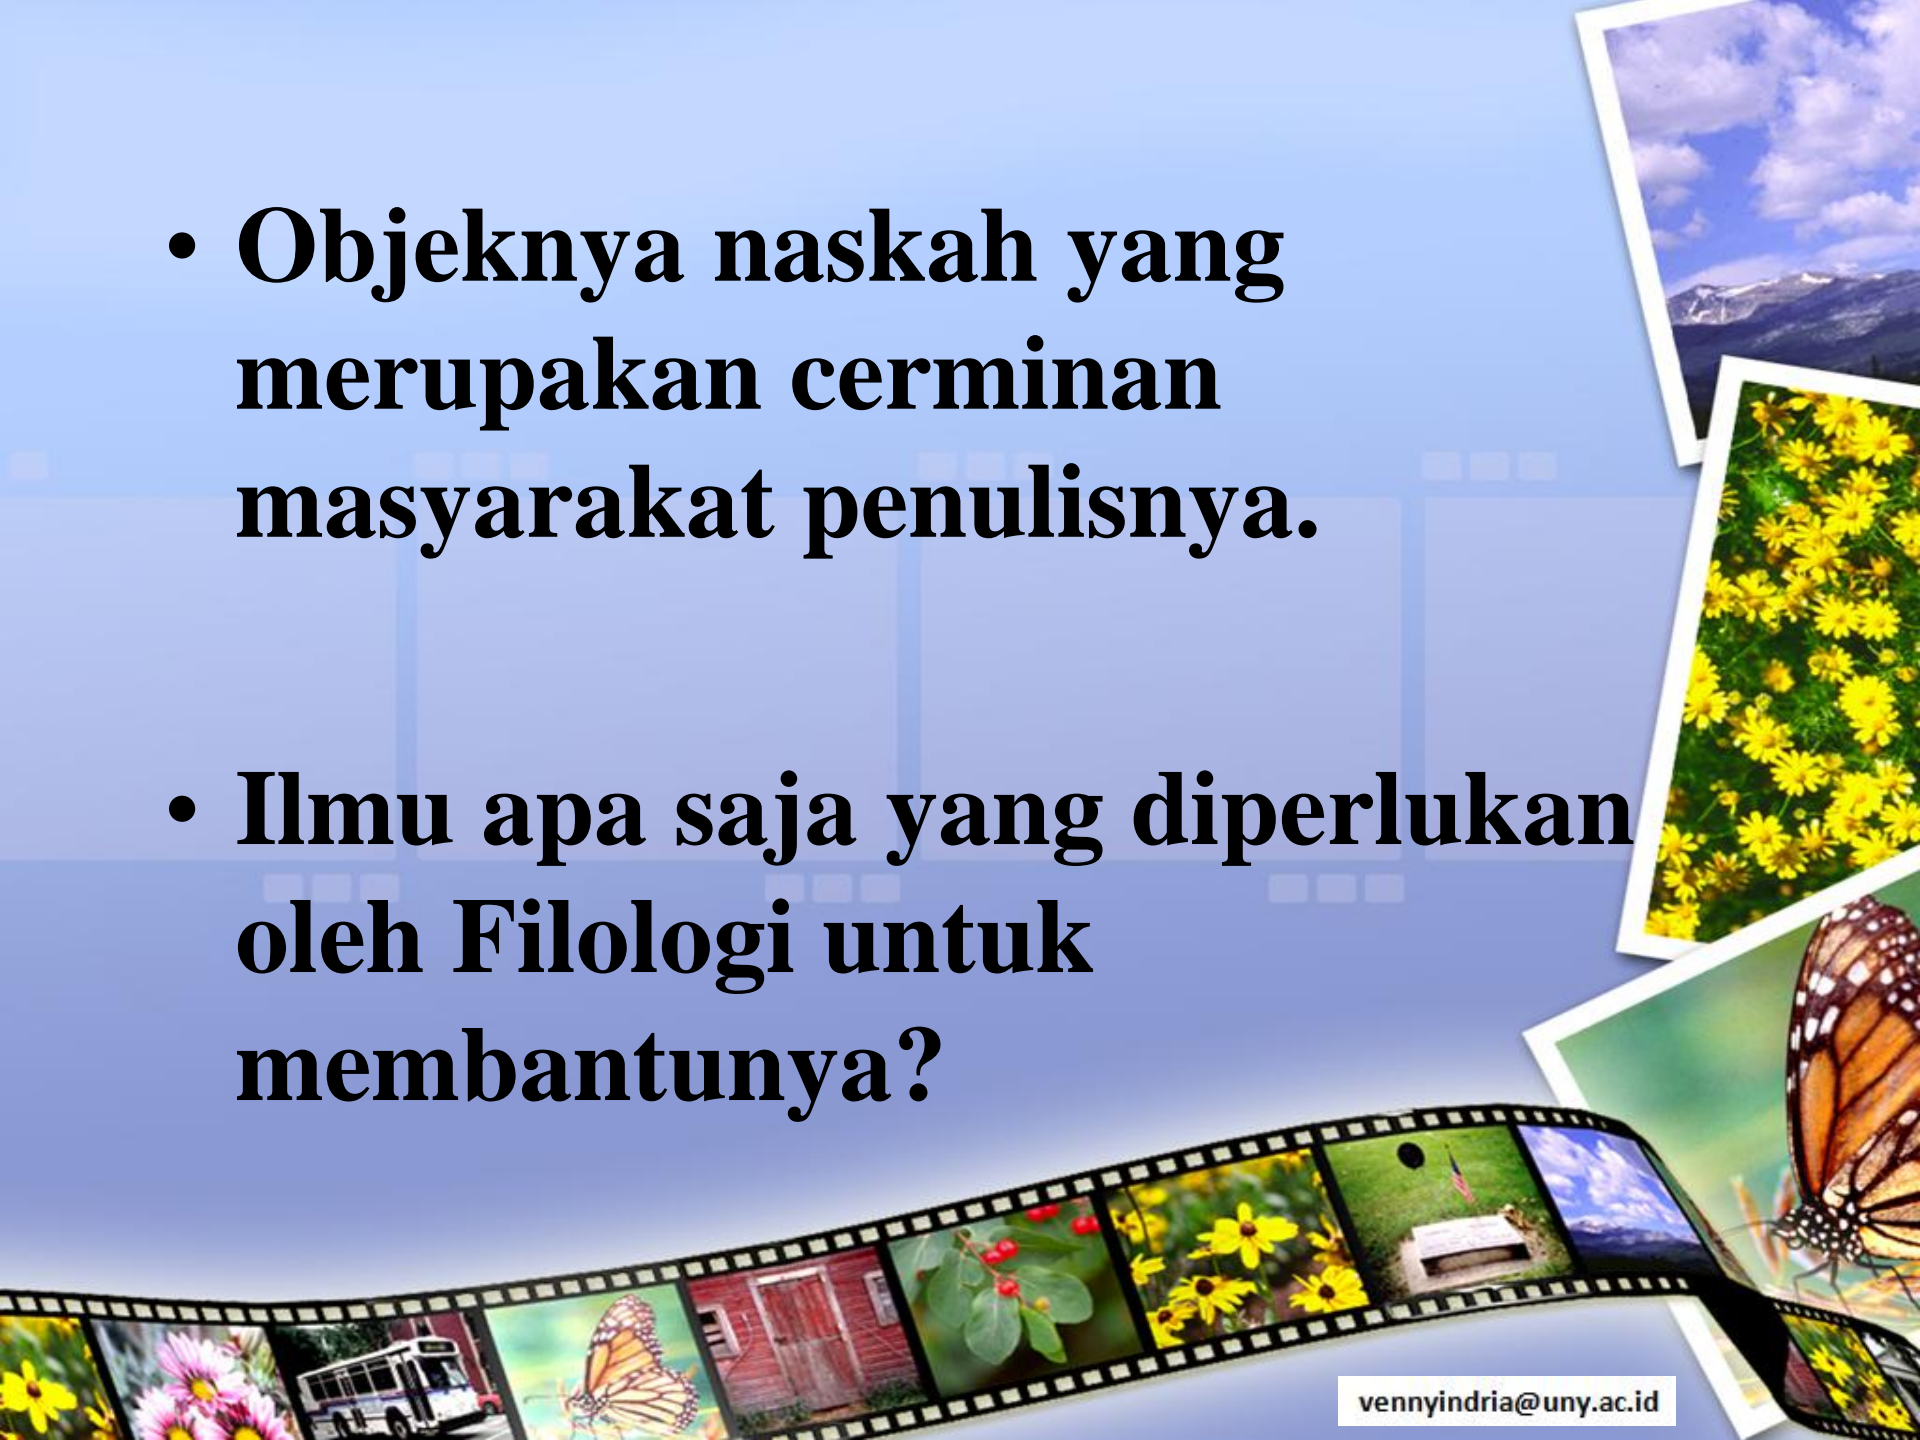 • Objeknya naskah yang
merupakan cerminan
masyarakat penulisnya.
• Ilmu apa saja yang diperlukan
oleh Filologi untuk
membantunya?
vennyindria@uny.ac.id